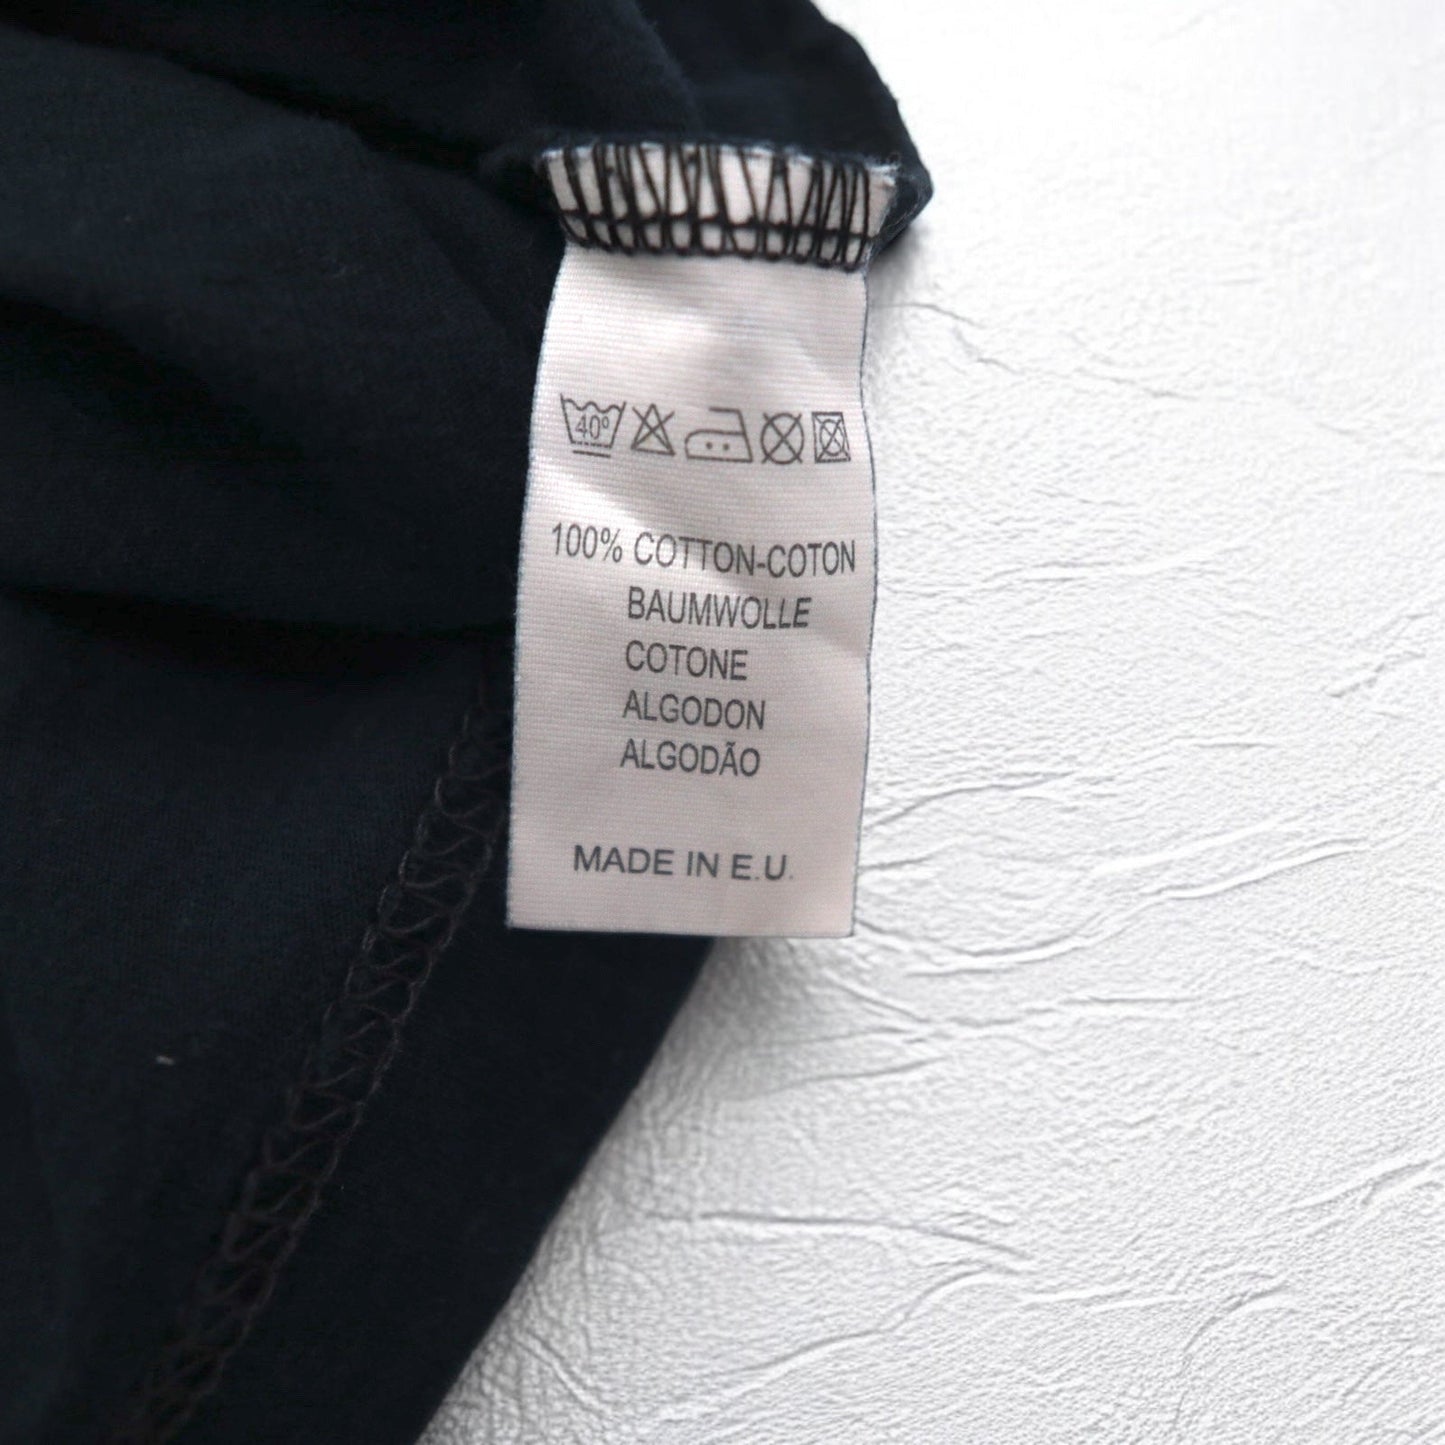 40°
100% COTTON-COTON
BAUMWOLLE
COTONE
ALGODON
ALGODÃO
MADE IN E.U.